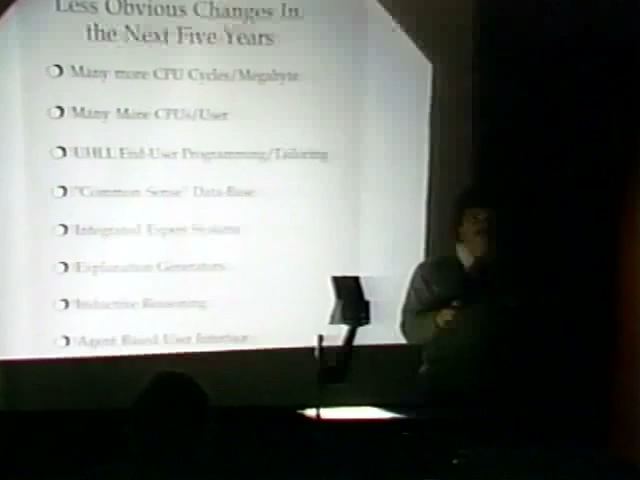 Less Obvious Changes In
the Next Five Years
Many more CPU Cycles/Megabyte
Many More CPUs/User
UHLL End-User Programming/Tailoring
"Common Sense" Data-Base
Integrated Expert Systems
Explanation Generators
Inductive Reasoning
Agent Based User Interface